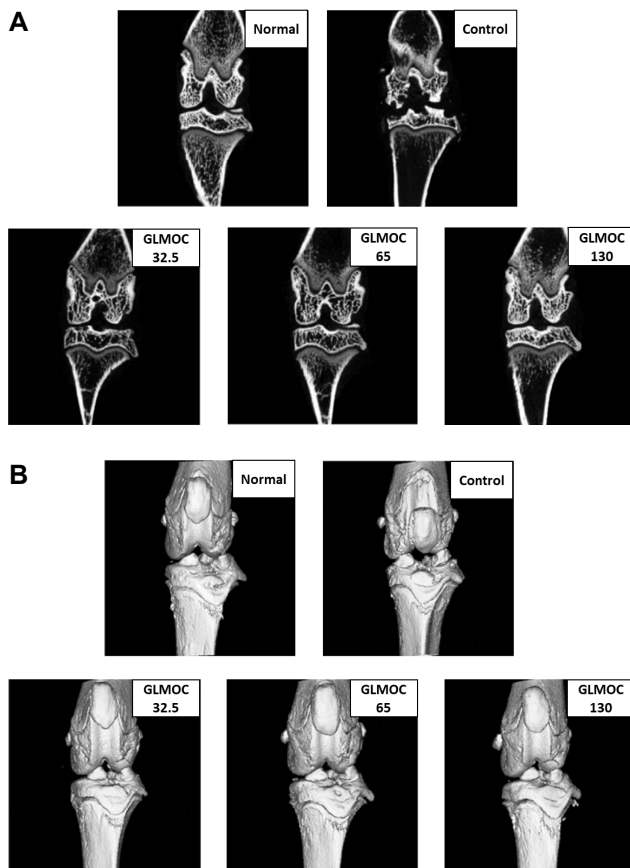 A
Normal
Control
GLMOC
32.5
GLMOC
65
GLMOC
130
B
Normal
Control
GLMOC
32.5
GLMOC
65
GLMOC
130